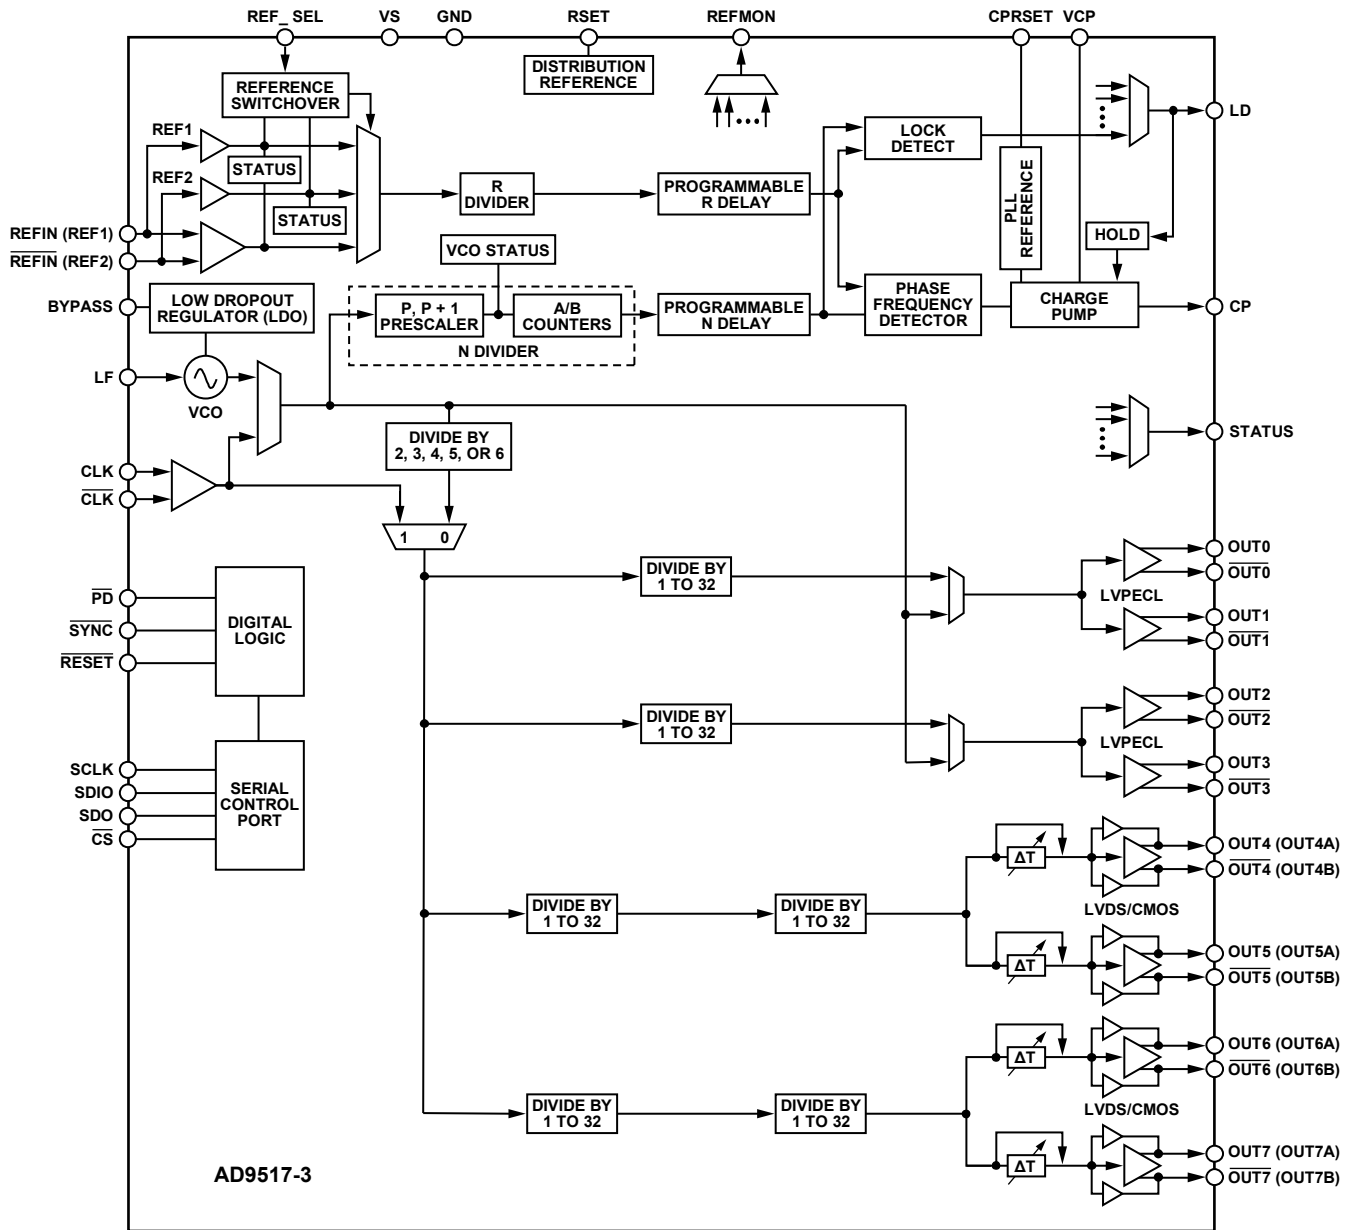 REF_ SEL
VS
GND
RSET
REFMON
CPRSET
VCP
DISTRIBUTION
REFERENCE
REFERENCE
SWITCHOVER
REF1
STATUS
REF2
STATUS
R
DIVIDER
PROGRAMMABLE
R DELAY
LOCK
DETECT
LD
PLL
REFERENCE
HOLD
REFIN (REF1)
REFIN (REF2)
VCO STATUS
BYPASS
LOW DROPOUT
REGULATOR (LDO)
P, P + 1
PRESCALER
A/B
COUNTERS
N DIVIDER
PROGRAMMABLE
N DELAY
PHASE
FREQUENCY
DETECTOR
CHARGE
PUMP
CP
LF
VCO
STATUS
DIVIDE BY
2, 3, 4, 5, OR 6
CLK
CLK
1
0
PD
SYNC
RESET
DIGITAL
LOGIC
DIVIDE BY
1 TO 32
LVPECL
OUT0
OUT0
OUT1
OUT1
DIVIDE BY
1 TO 32
LVPECL
OUT2
OUT2
OUT3
OUT3
SCLK
SDIO
SDO
CS
SERIAL
CONTROL
PORT
DIVIDE BY
1 TO 32
DIVIDE BY
1 TO 32
ΔT
OUT4 (OUT4A)
OUT4 (OUT4B)
LVDS/CMOS
ΔT
OUT5 (OUT5A)
OUT5 (OUT5B)
DIVIDE BY
1 TO 32
DIVIDE BY
1 TO 32
ΔT
OUT6 (OUT6A)
OUT6 (OUT6B)
LVDS/CMOS
ΔT
OUT7 (OUT7A)
OUT7 (OUT7B)
AD9517-3